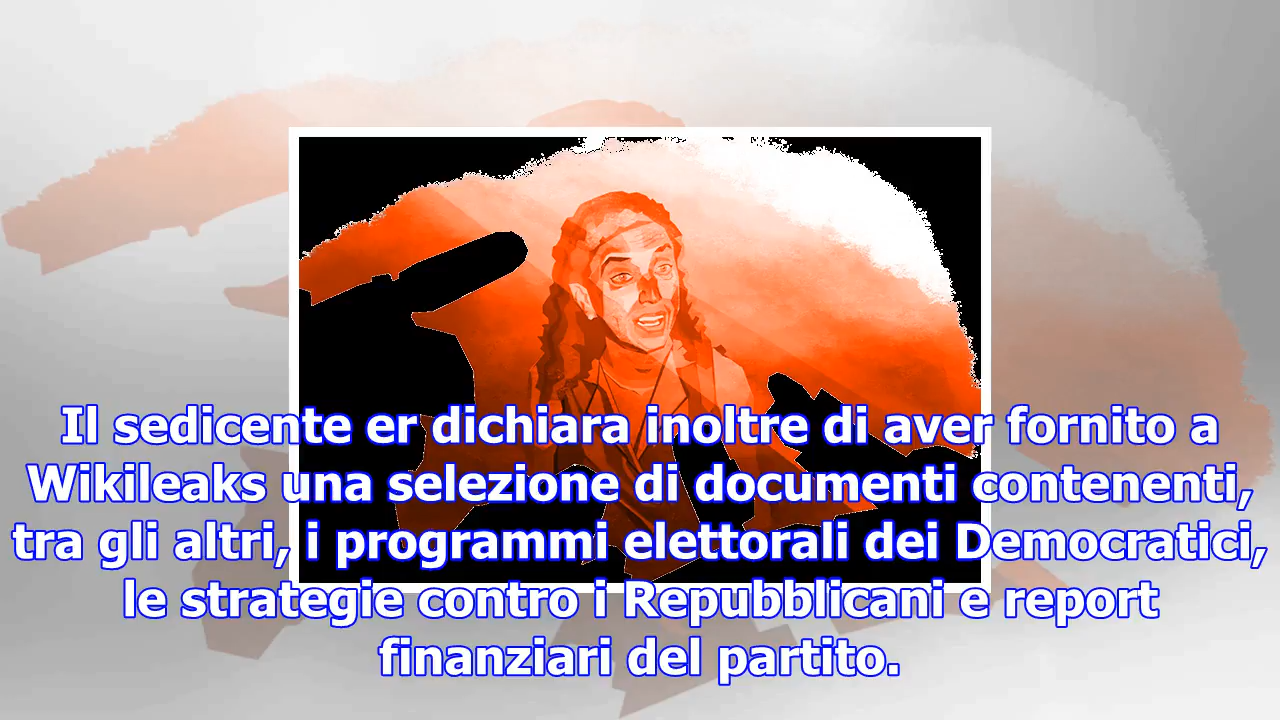 Il sedicente er dichiara inoltre di aver fornito a
Wikileaks una selezione di documenti contenenti,
tra gli altri, i programmi elettorali dei Democratici,
le strategie contro i Repubblicani e report
finanziari del partito.